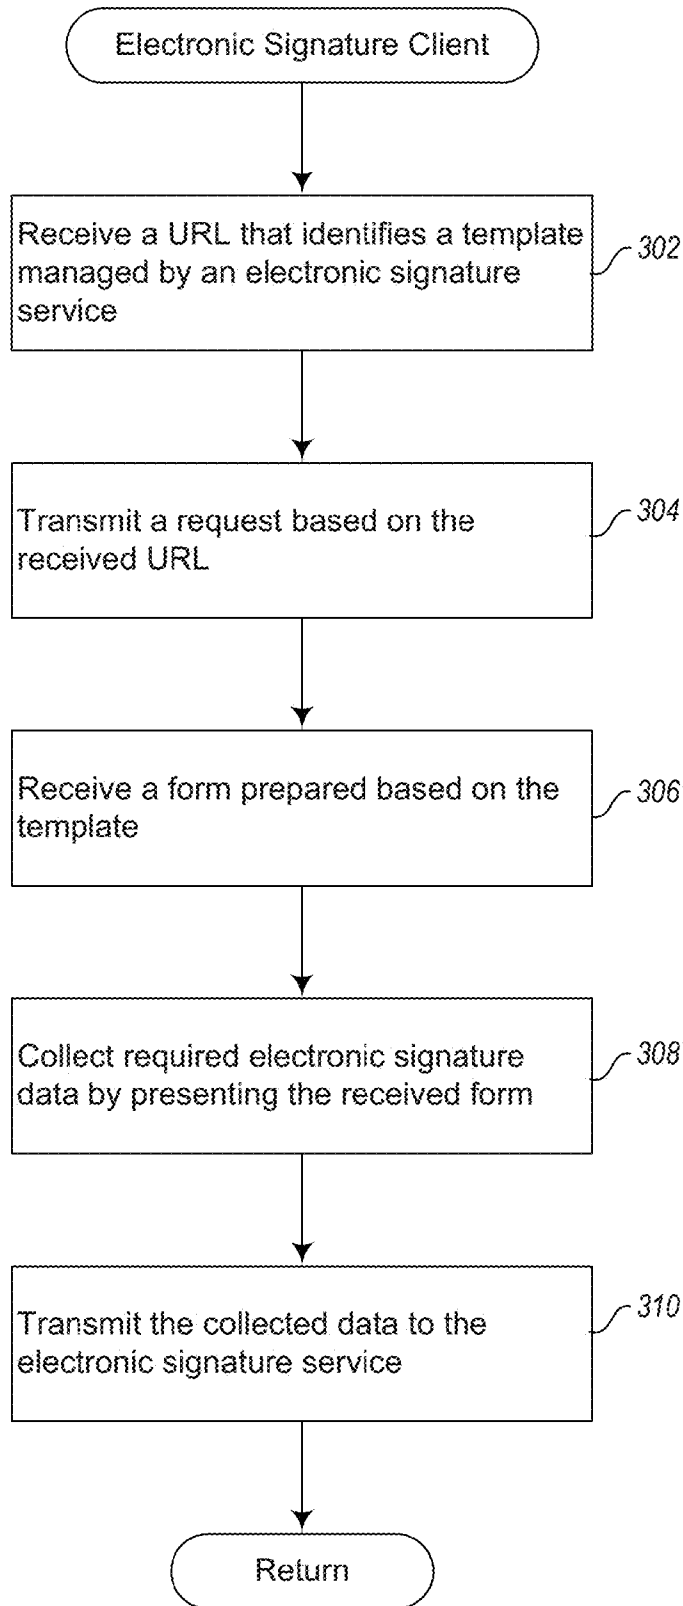 Electronic Signature Client
Receive a URL that identifies a template
managed by an electronic signature
service
302
Transmit a request based on the
received URL
304
Receive a form prepared based on the
template
306
Collect required electronic signature
data by presenting the received form
308
Transmit the collected data to the
electronic signature service
310
Return